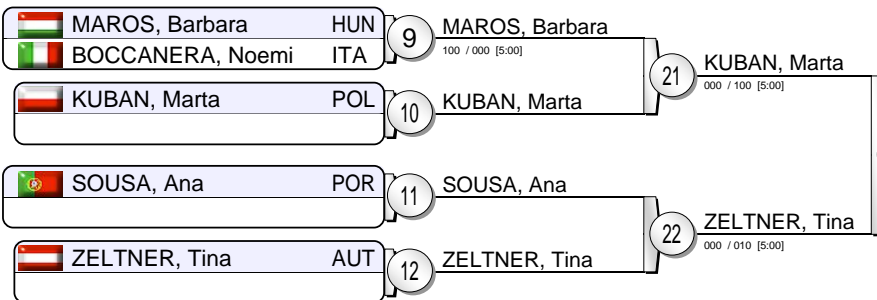 MAROS, Barbara HUN
BOCCANERA, Noemi ITA
9
MAROS, Barbara
100 / 000 [5:00]
KUBAN, Marta POL
10
KUBAN, Marta
21
KUBAN, Marta
000 / 100 [5:00]
SOUSA, Ana POR
11
SOUSA, Ana
ZELTNER, Tina AUT
12
ZELTNER, Tina
22
ZELTNER, Tina
000 / 010 [5:00]